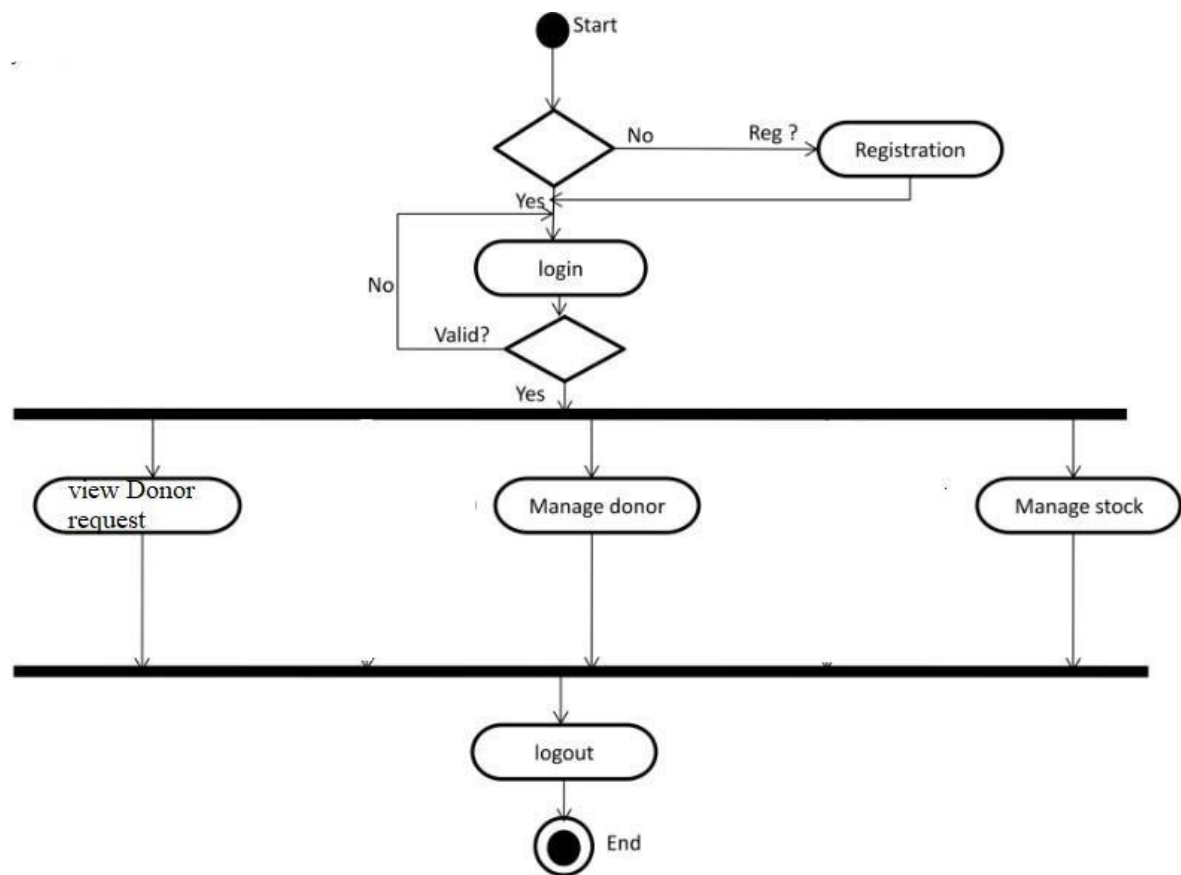 Start
No
Reg ?
Registration
Yes
login
No
Valid?
Yes
view Donor
request
Manage donor
Manage stock
logout
End